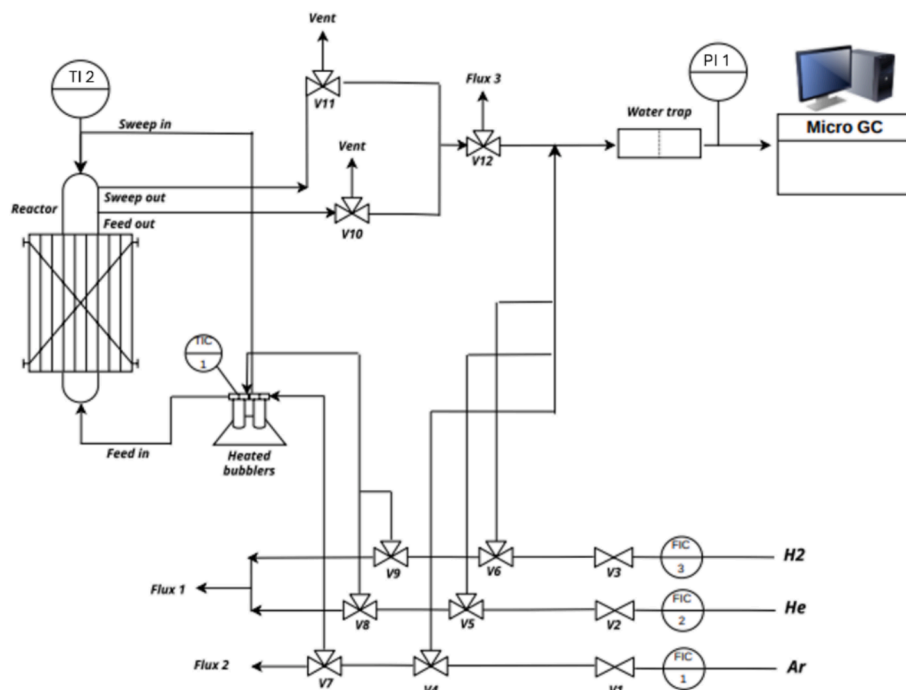 Vent
TI 2
PI 1
Flux 3
Sweep in
V11
Water trap
Micro GC
Vent
V12
Reactor
Sweep out
Feed out
V10
TIC
1
Feed in
Heated
bubblers
H2
FIC
3
V9
V6
V3
Flux 1
He
FIC
2
V8
V5
V2
Flux 2
Ar
FIC
1
V7
V4
V1